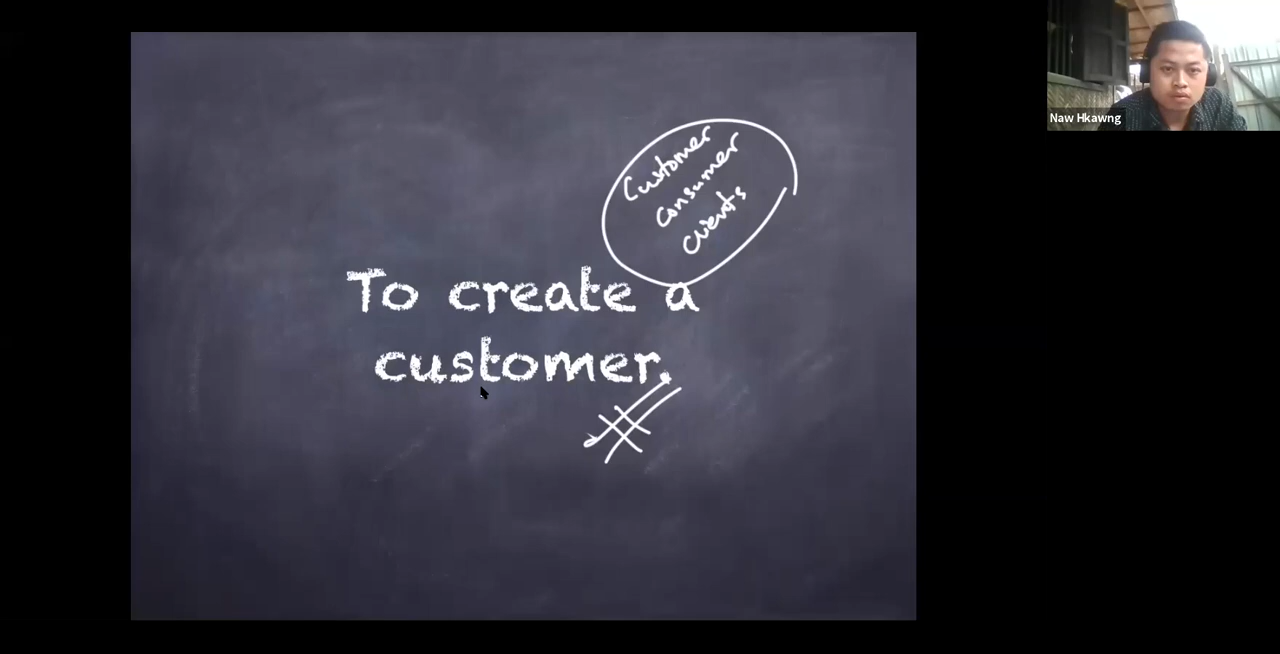 Naw Hkawng
Customer
consumer
clients
To create a
customer.